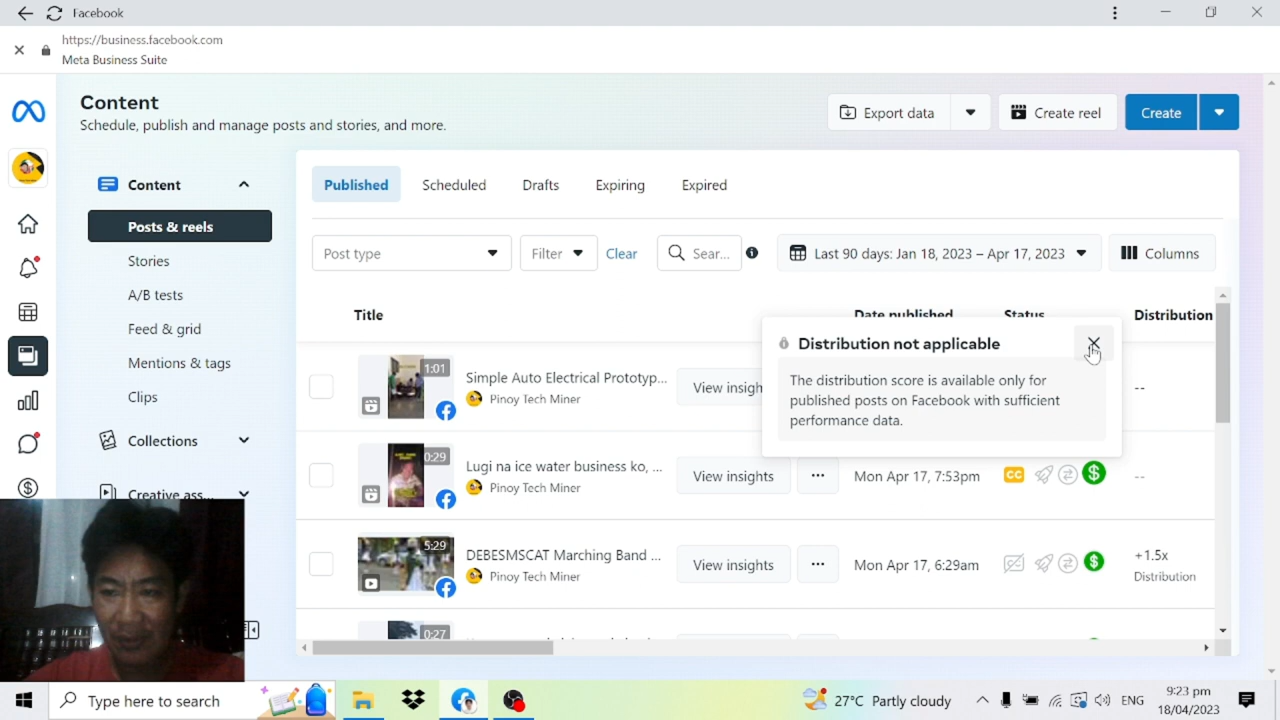 Facebook
https://business.facebook.com
Meta Business Suite
Content
Schedule, publish and manage posts and stories, and more.
Export data
Create reel
Create
Content
Posts & reels
Stories
A/B tests
Feed & grid
Mentions & tags
Clips
Collections
Creative ass...
Published
Scheduled
Drafts
Expiring
Expired
Post type
Filter
Clear
Sear...
Last 90 days: Jan 18, 2023 – Apr 17, 2023
Columns
Title
Date published
Status
Distribution
Distribution not applicable
The distribution score is available only for
published posts on Facebook with sufficient
performance data.
1:01
Simple Auto Electrical Prototyp...
Pinoy Tech Miner
View insigh
--
0:29
Lugi na ice water business ko, ...
Pinoy Tech Miner
View insights
Mon Apr 17, 7:53pm
CC
--
5:29
DEBESMSCAT Marching Band ...
Pinoy Tech Miner
View insights
Mon Apr 17, 6:29am
+1.5x
Distribution
0:27
Type here to search
27°C Partly cloudy
ENG
9:23 pm
18/04/2023